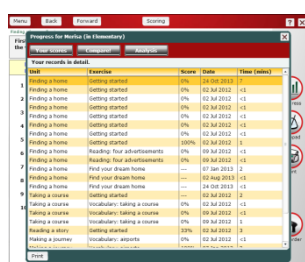 Menu Back Forward Scoring
Progress for Marisa (in Elementary)
Your scores Compare! Analysis
Your records in detail.
Unit Exercise Score Date Time (mins)
Finding a home Getting started 0% 24 Oct 2013 7
Finding a home Getting started 0% 02 Jul 2012 <1
Finding a home Getting started 0% 02 Jul 2012 <1
Finding a home Getting started 0% 02 Jul 2012 <1
Finding a home Getting started 0% 02 Jul 2012 <1
Finding a home Getting started 100% 02 Jul 2012 1
Finding a home Reading: four advertisements 0% 09 Jul 2012 <1
Finding a home Reading: four advertisements 0% 09 Jul 2012 <1
Finding a home Find your dream home --- 07 Jan 2013 2
Finding a home Find your dream home --- 02 Aug 2013 <1
Finding a home Find your dream home --- 24 Oct 2013 <1
Taking a course Getting started --- 02 Jul 2012 2
Taking a course Vocabulary: taking a course 0% 02 Jul 2012 <1
Taking a course Vocabulary: taking a course 0% 09 Jul 2012 <1
Taking a course Vocabulary: taking a course 0% 09 Jul 2012 1
Reading a story Getting started 33% 02 Jul 2012 3
Making a journey Vocabulary: airports 0% 02 Jul 2012 <1
Print